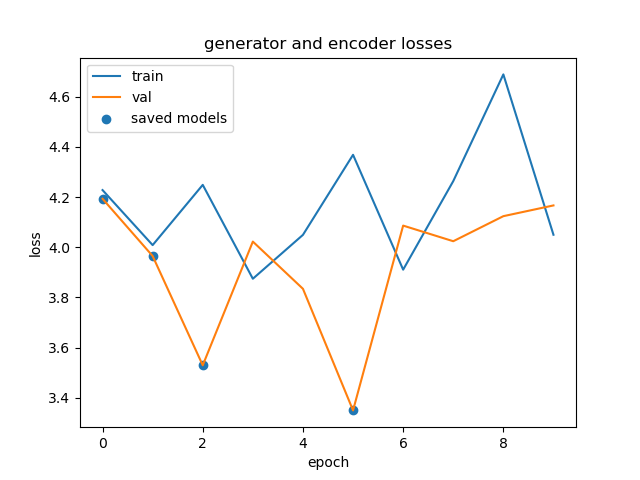 generator and encoder losses
train
val
saved models
4.6
4.4
4.2
4.0
3.8
3.6
3.4
loss
0 2 4 6 8
epoch